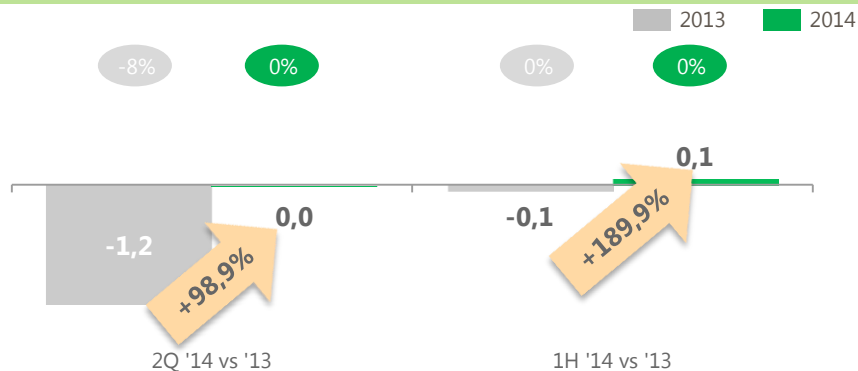 2013 2014
-8% 0% 0% 0%
0,1
0,0 -0,1
-1,2
+98,9% +189,9%
2Q '14 vs '13 1H '14 vs '13